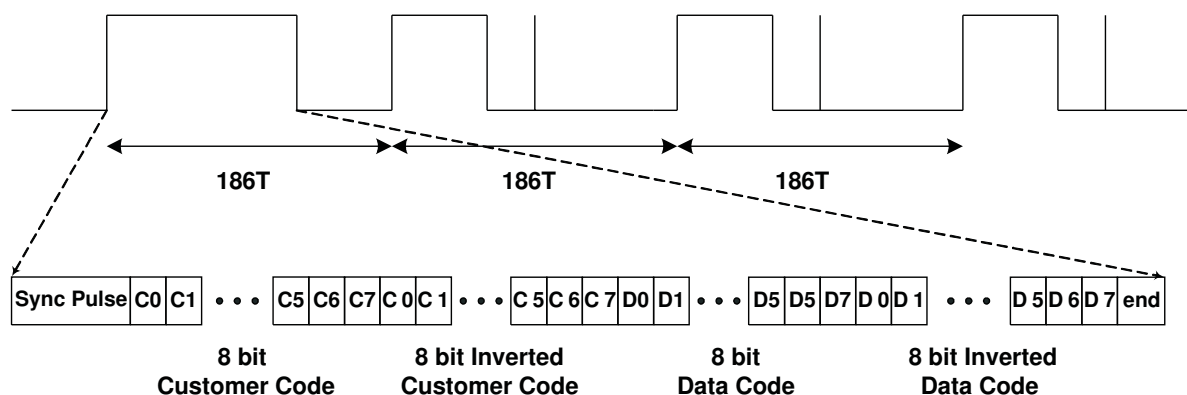 186T 186T 186T
Sync Pulse C0 C1 • • • C5 C6 C7 C 0 C 1 • • • C 5 C 6 C 7 D0 D1 • • • D5 D5 D7 D 0 D 1 • • • • D 5 D 6 D 7 end
8 bit
Customer Code
8 bit Inverted
Customer Code
8 bit
Data Code
8 bit Inverted
Data Code